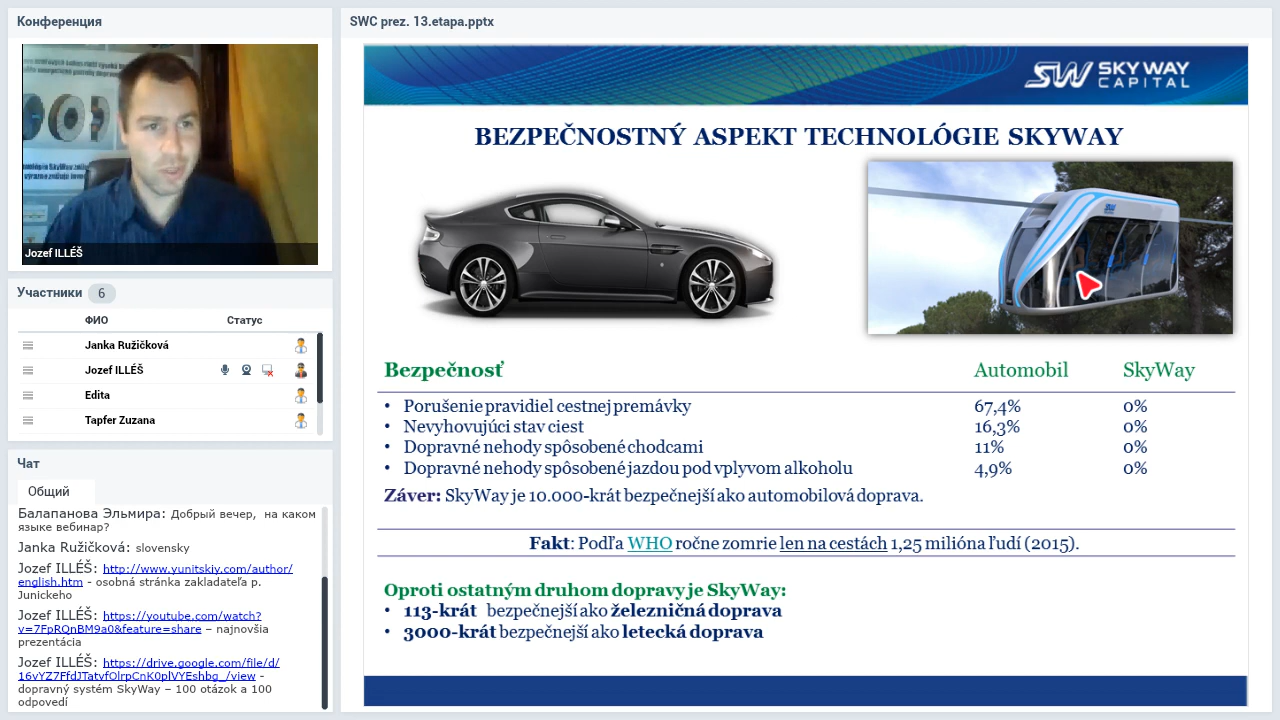 Конференция
Jozef ILLÉŠ
Участники 6
ФИО Статус
Janka Ružičková
Jozef ILLÉŠ
Edita
Tapfer Zuzana
Чат
Общий
Балапанова Эльмира: Добрый вечер, на каком
языке вебинар?
Janka Ružičková: slovensky
Jozef ILLÉŠ: http://www.yunitskiy.com/author/
english.htm - osobná stránka zakladateľa p.
Junickeho
Jozef ILLÉŠ: https://youtube.com/watch?
v=7FpRQnBM9a0&feature=share – najnovšia
prezentácia
Jozef ILLÉŠ: https://drive.google.com/file/d/
16vYZ7FfdJTatvfOlrpCnK0plVYEshbg_/view -
dopravný systém SkyWay – 100 otázok a 100
odpovedí
SWC prez. 13.etapa.pptx
SW SKY WAY
CAPITAL
BEZPEČNOSTNÝ ASPEKT TECHNOLÓGIE SKYWAY
Bezpečnosť Automobil SkyWay
• Porušenie pravidiel cestnej premávky 67,4% 0%
• Nevyhovujúci stav ciest 16,3% 0%
• Dopravné nehody spôsobené chodcami 11% 0%
• Dopravné nehody spôsobené jazdou pod vplyvom alkoholu 4,9% 0%
Záver: SkyWay je 10.000-krát bezpečnejší ako automobilová doprava.
Fakt: Podľa WHO ročne zomrie len na cestách 1,25 milióna ľudí (2015).
Oproti ostatným druhom dopravy je SkyWay:
• 113-krát bezpečnejší ako železničná doprava
• 3000-krát bezpečnejší ako letecká doprava